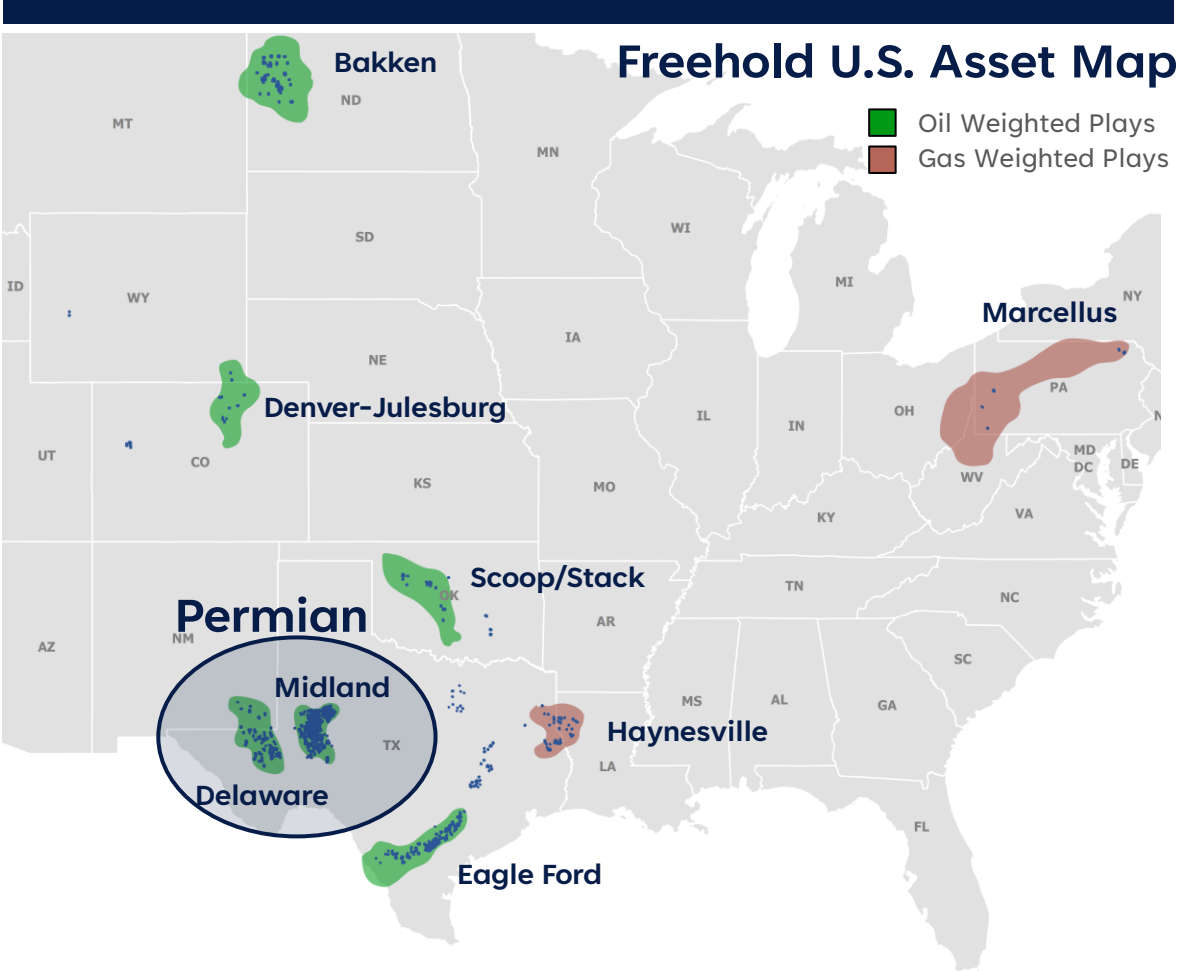 Freehold U.S. Asset Map
Oil Weighted Plays
Gas Weighted Plays
Bakken
ND
MT
MN
WI
SD
ID
WY
MI
NY
Marcellus
IA
NE
PA
Denver-Julesburg
OH
IL
IN
N
UT
CO
MD
DC
DE
WV
KS
MO
VA
KY
Scoop/Stack
OK
TN
NC
Permian
AR
NM
AZ
SC
Midland
MS
AL
GA
Haynesville
TX
LA
Delaware
FL
Eagle Ford